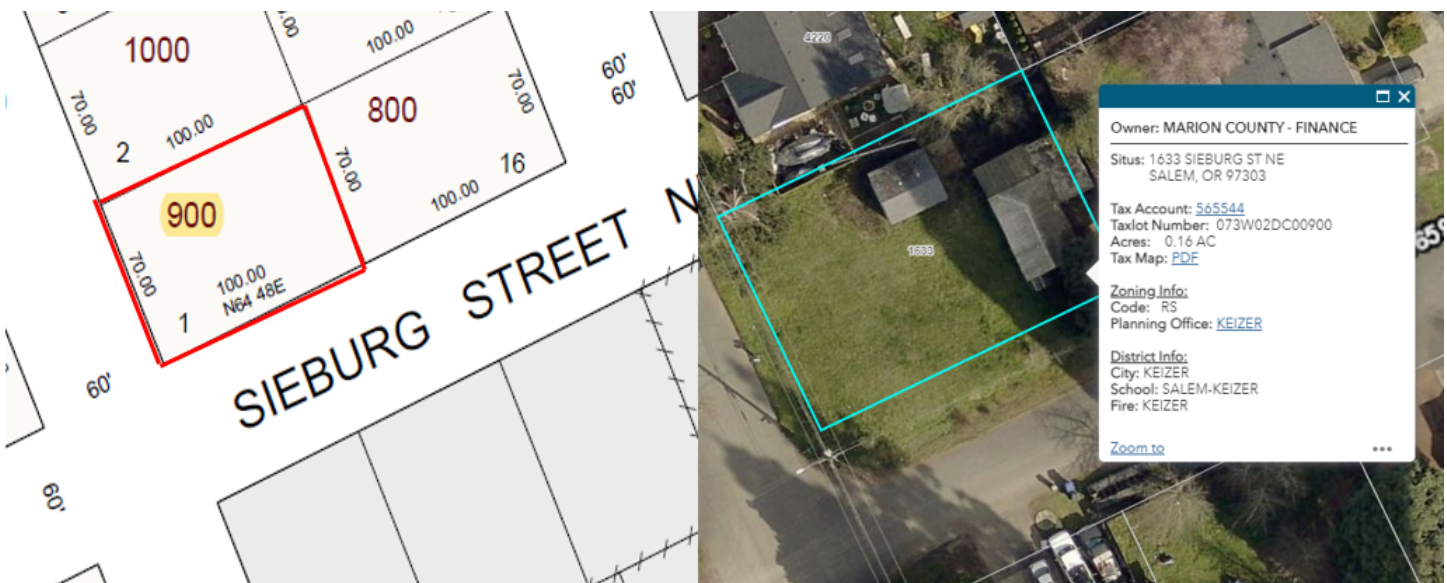 1000
100.00
70.00
2
100.00
70.00
60'
60'
800
70.00
16
100.00
900
70.00
100.00
N64 48E
1
SIEBURG STREET N
60'
60'
4220
1633
Owner: MARION COUNTY - FINANCE
Situs: 1633 SIEBURG ST NE
SALEM, OR 97303
Tax Account: 565544
Taxlot Number: 073W02DC00900
Acres: 0.16 AC
Tax Map: PDF
Zoning Info:
Code: RS
Planning Office: KEIZER
District Info:
City: KEIZER
School: SALEM-KEIZER
Fire: KEIZER
Zoom to